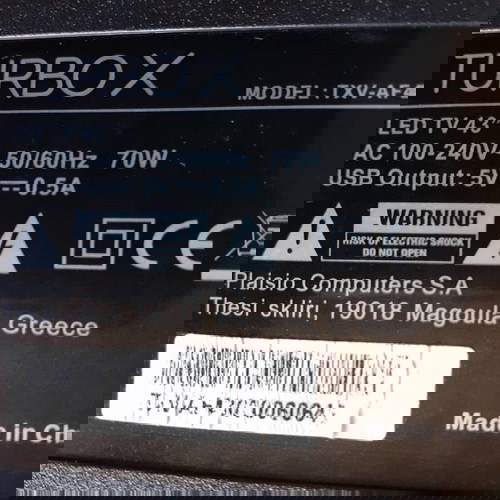 TURBO X
MODEL : TXV-AF4
LED TV 43"
AC 100-240V~50/60Hz 70W
USB Output: 5V⎓0.5A
WARNING
RISK OF ELECTRIC SHOCK
DO NOT OPEN
CE
Plaisio Computers S.A
Thesi skliri, 19018 Magoula,
Greece
Made in Ch